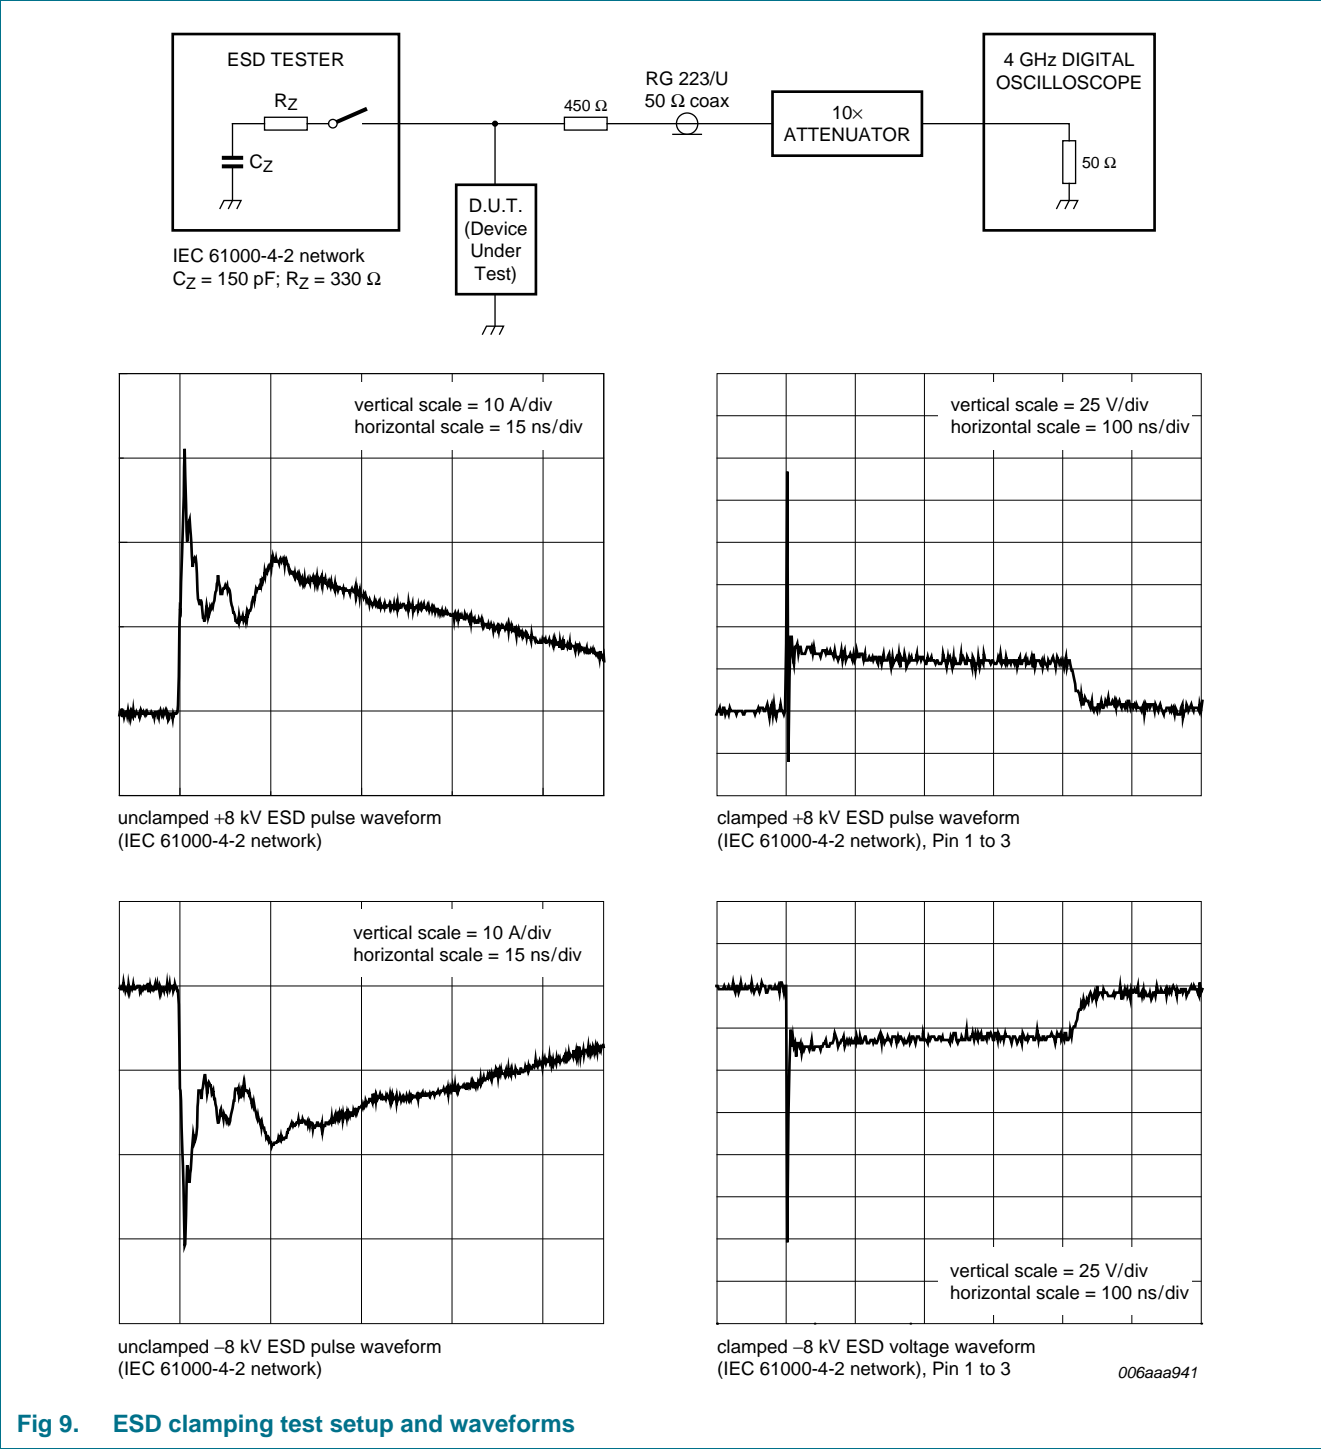 ESD TESTER
RZ
CZ
IEC 61000-4-2 network
CZ = 150 pF; RZ = 330 Ω
D.U.T.
(Device
Under
Test)
450 Ω
RG 223/U
50 Ω coax
10×
ATTENUATOR
4 GHz DIGITAL
OSCILLOSCOPE
50 Ω
vertical scale = 10 A/div
horizontal scale = 15 ns/div
unclamped +8 kV ESD pulse waveform
(IEC 61000-4-2 network)
vertical scale = 25 V/div
horizontal scale = 100 ns/div
clamped +8 kV ESD pulse waveform
(IEC 61000-4-2 network), Pin 1 to 3
vertical scale = 10 A/div
horizontal scale = 15 ns/div
unclamped −8 kV ESD pulse waveform
(IEC 61000-4-2 network)
vertical scale = 25 V/div
horizontal scale = 100 ns/div
clamped −8 kV ESD voltage waveform
(IEC 61000-4-2 network), Pin 1 to 3
006aaa941
Fig 9. ESD clamping test setup and waveforms